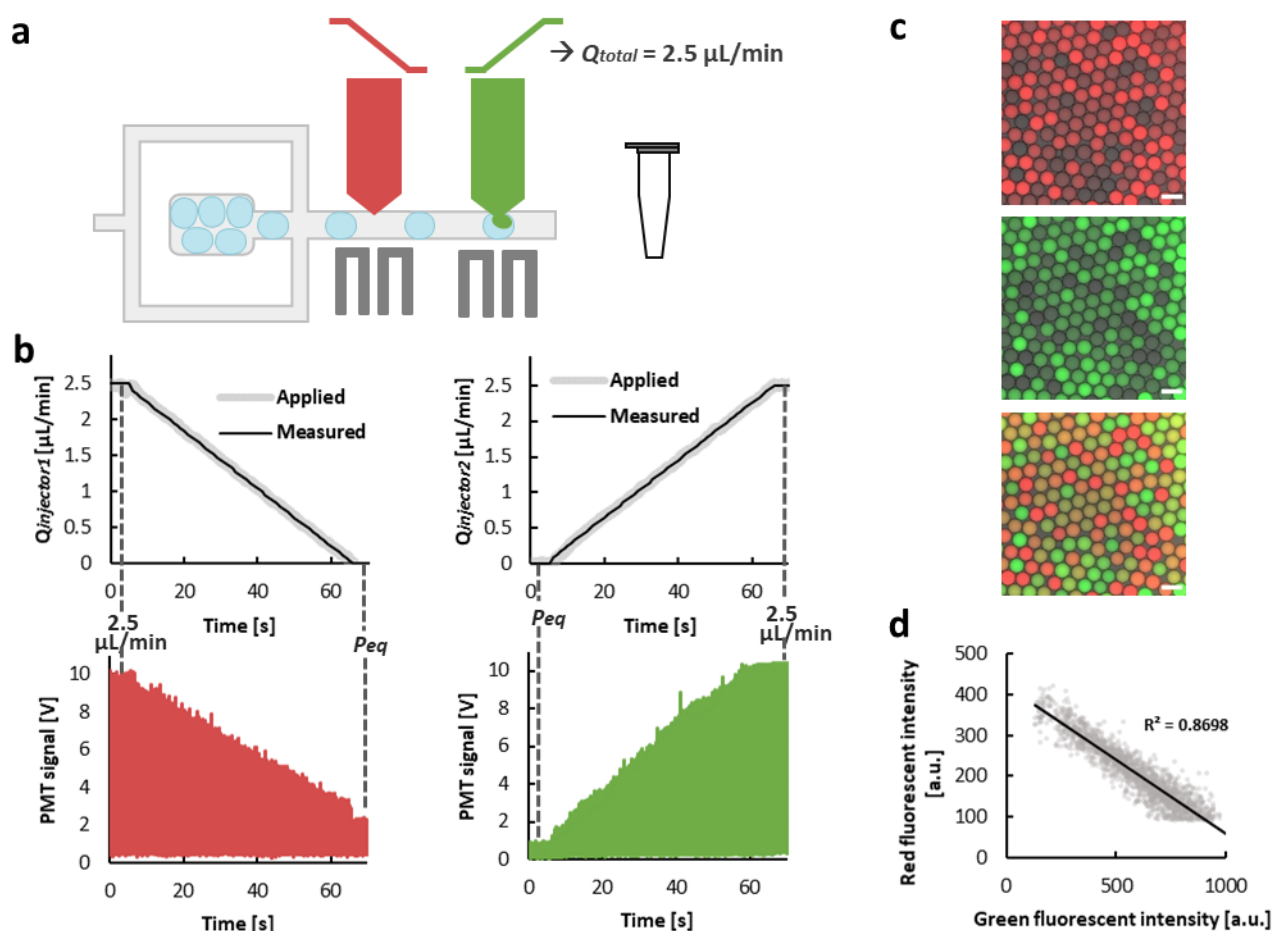 a
→ Qtotal = 2.5 µL/min
b
Qinjector1 [µL/min]
2.5
2
1.5
1
0.5
0
Applied
Measured
20
40
60
2.5
µL/min
Time [s]
Peq
PMT signal [V]
10
8
6
4
2
0
0
20
40
60
Time [s]
Qinjector2 [µL/min]
2.5
2
1.5
1
0.5
0
Applied
Measured
20
40
60
Peq
Time [s]
2.5
µL/min
PMT signal [V]
10
8
6
4
2
0
0
20
40
60
Time [s]
c
d
Red fluorescent intensity
[a.u.]
500
400
300
200
100
0
R² = 0.8698
0
500
1000
Green fluorescent intensity [a.u.]